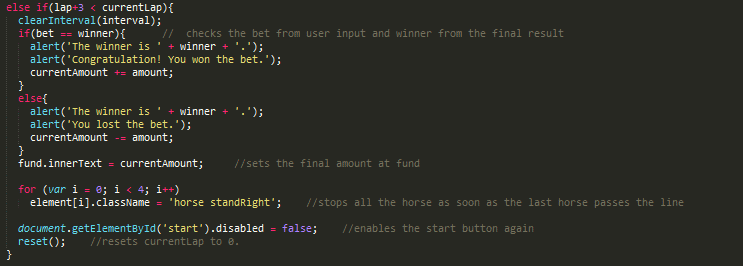 else if(lap+3 < currentLap){
clearInterval(interval);
if(bet == winner){ // checks the bet from user input and winner from the final result
alert('The winner is ' + winner + '.');
alert('Congratulation! You won the bet.');
currentAmount += amount;
}
else{
alert('The winner is ' + winner + '.');
alert('You lost the bet.');
currentAmount -= amount;
}
fund.innerText = currentAmount; //sets the final amount at fund
for (var i = 0; i < 4; i++)
element[i].className = 'horse standRight'; //stops all the horse as soon as the last horse passes the line
document.getElementById('start').disabled = false; //enables the start button again
reset(); //resets currentLap to 0.
}